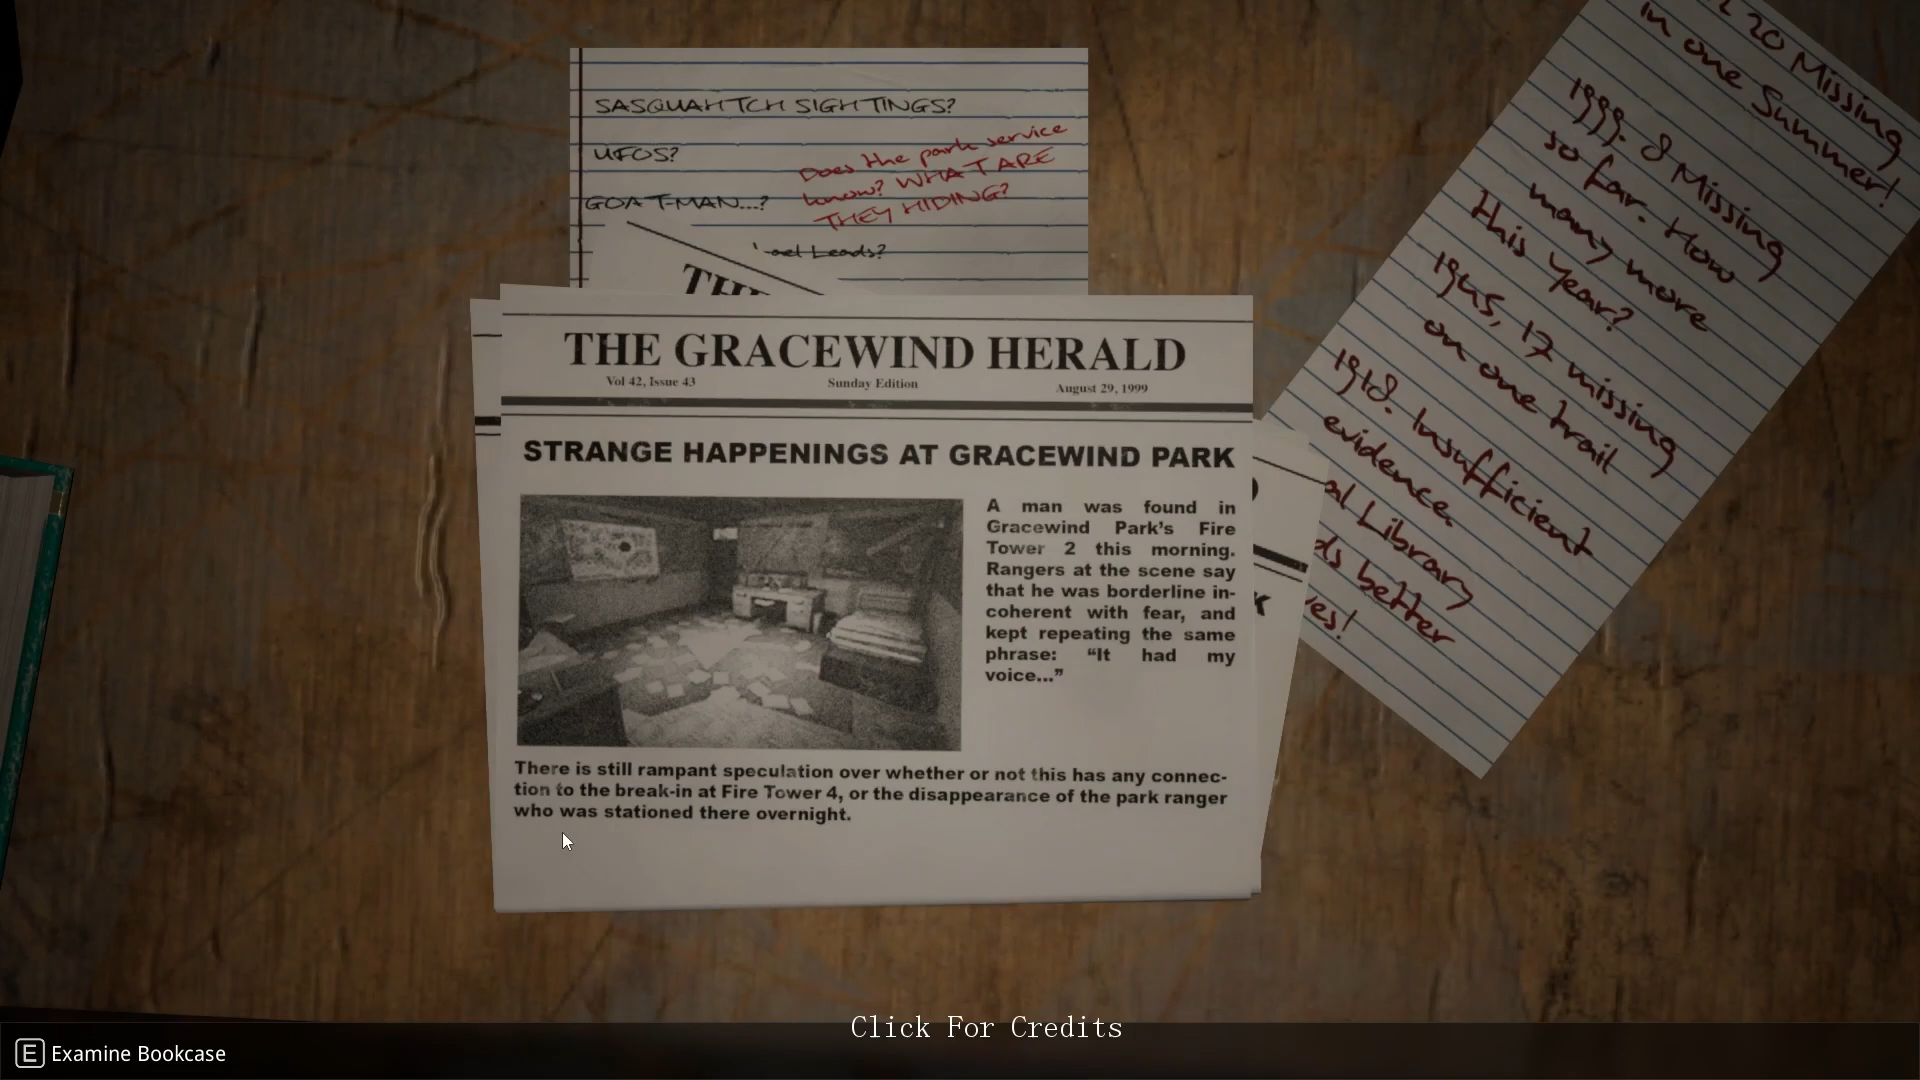 SASQUAHTCH SIGHTINGS?
UFOS?
GOAT-MAN...?
Does the park service
know? WHAT ARE
THEY HIDING?
Leads?
THE GRACEWIND HERALD
Vol 42, Issue 43 Sunday Edition August 29, 1999
STRANGE HAPPENINGS AT GRACEWIND PARK
A man was found in
Gracewind Park's Fire
Tower 2 this morning.
Rangers at the scene say
that he was borderline in-
coherent with fear, and
kept repeating the same
phrase: “It had my
voice...”
There is still rampant speculation over whether or not this has any connec-
tion to the break-in at Fire Tower 4, or the disappearance of the park ranger
who was stationed there overnight.
20 Missing
in one Summer!
1999. 8 Missing
so far. How
many more
this year?
1945, 17 missing
on one trail
1918. Insufficient
evidence.
Library
better
Click For Credits
E Examine Bookcase